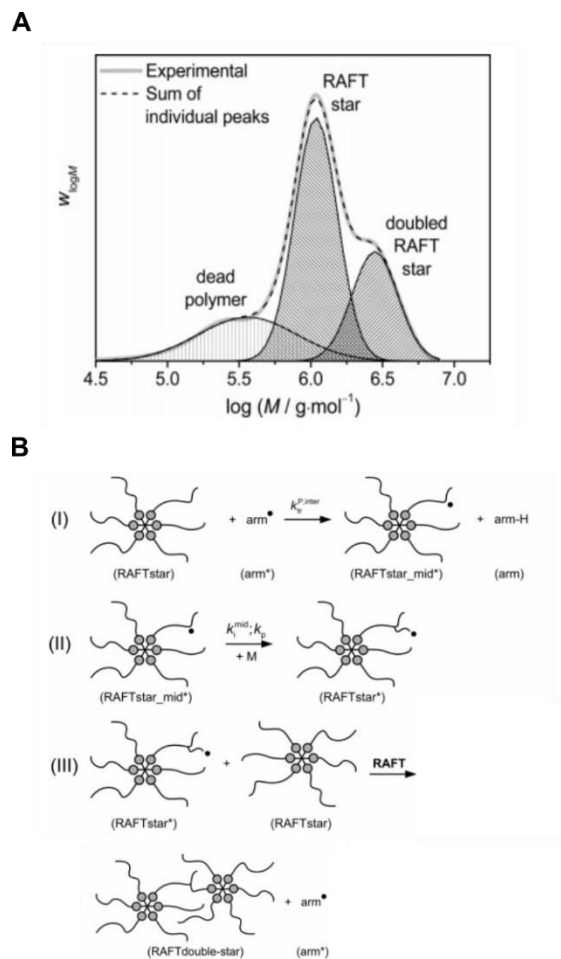 A
Experimental
Sum of
individual peaks
RAFT
star
doubled
RAFT
star
dead
polymer
w_logM
4.5 5.0 5.5 6.0 6.5 7.0
log (M / g·mol⁻¹)
B
(I) + arm• k_tr^P,inter + arm-H
(RAFTstar) (arm*) (RAFTstar_mid*) (arm)
(II) k_i^mid; k_p
+ M
(RAFTstar_mid*) (RAFTstar*)
(III) + RAFT
(RAFTstar*) (RAFTstar)
+ arm•
(RAFTdouble-star) (arm*)